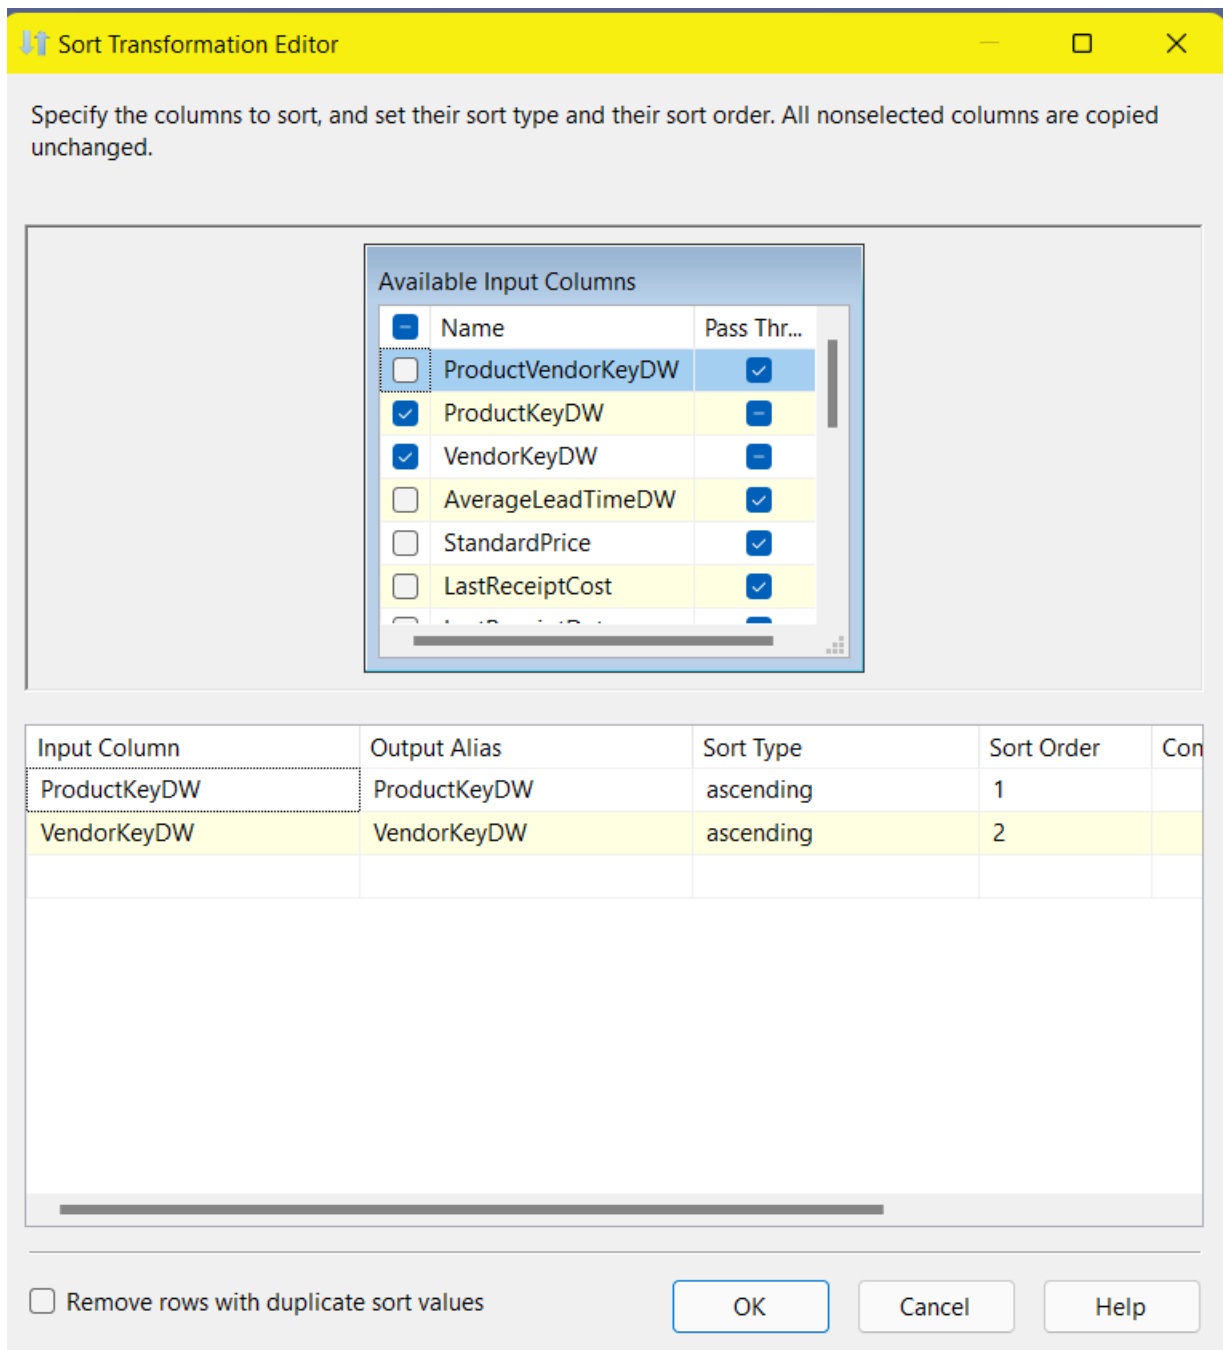 Sort Transformation Editor
Specify the columns to sort, and set their sort type and their sort order. All nonselected columns are copied
unchanged.
Available Input Columns
Name Pass Thr...
ProductVendorKeyDW
ProductKeyDW
VendorKeyDW
AverageLeadTimeDW
StandardPrice
LastReceiptCost
Input Column Output Alias Sort Type Sort Order Com
ProductKeyDW ProductKeyDW ascending 1
VendorKeyDW VendorKeyDW ascending 2
Remove rows with duplicate sort values OK Cancel Help